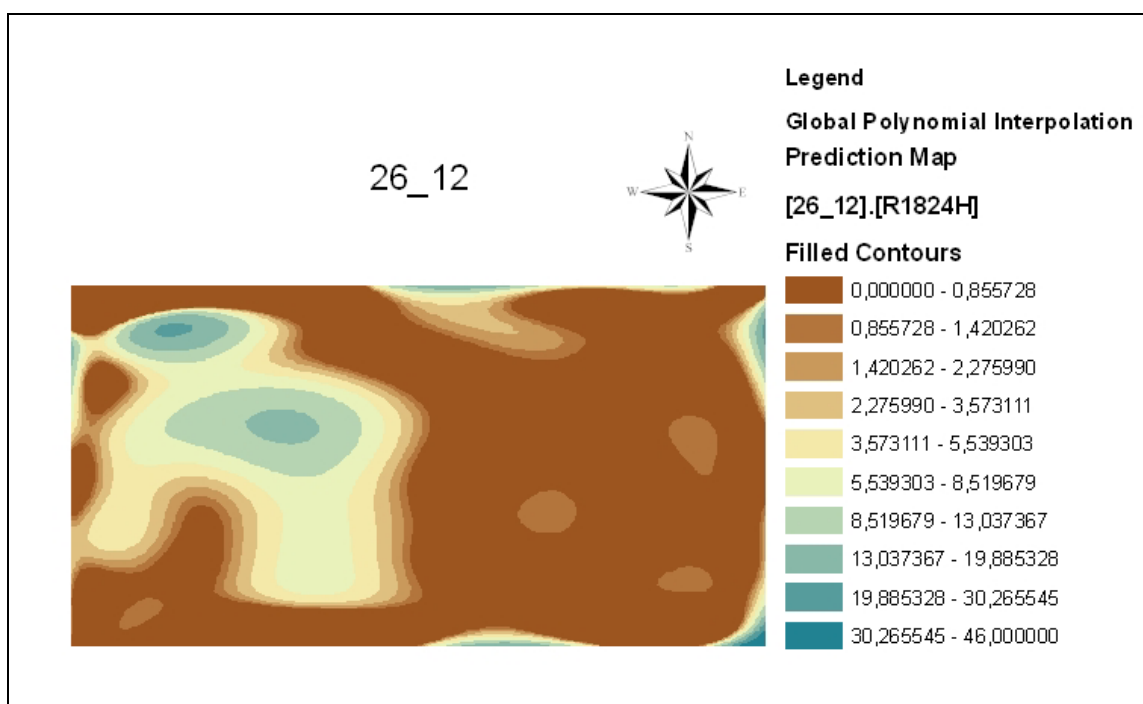 Legend
Global Polynomial Interpolation
Prediction Map
[26_12].[R1824H]
Filled Contours
0,000000 - 0,855728
0,855728 - 1,420262
1,420262 - 2,275990
2,275990 - 3,573111
3,573111 - 5,539303
5,539303 - 8,519679
8,519679 - 13,037367
13,037367 - 19,885328
19,885328 - 30,265545
30,265545 - 46,000000
26_12
N
W
E
S